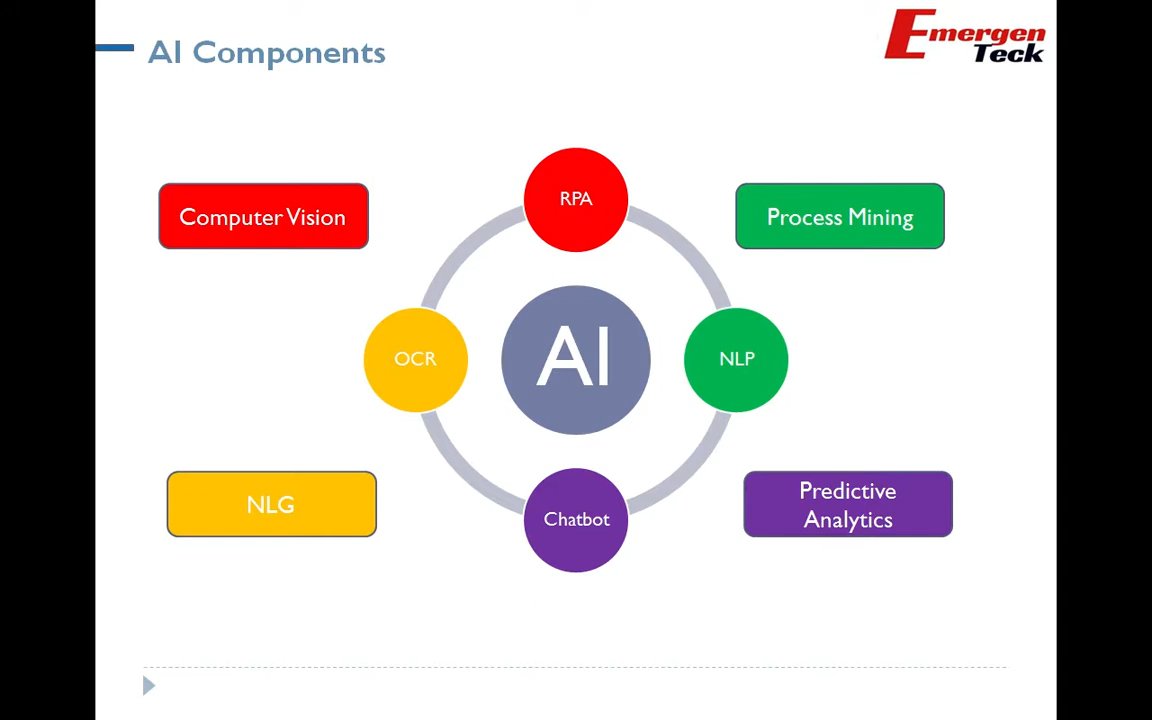 AI Components
Emergen
Teck
RPA
Computer Vision
Process Mining
OCR
AI
NLP
NLG
Predictive
Analytics
Chatbot